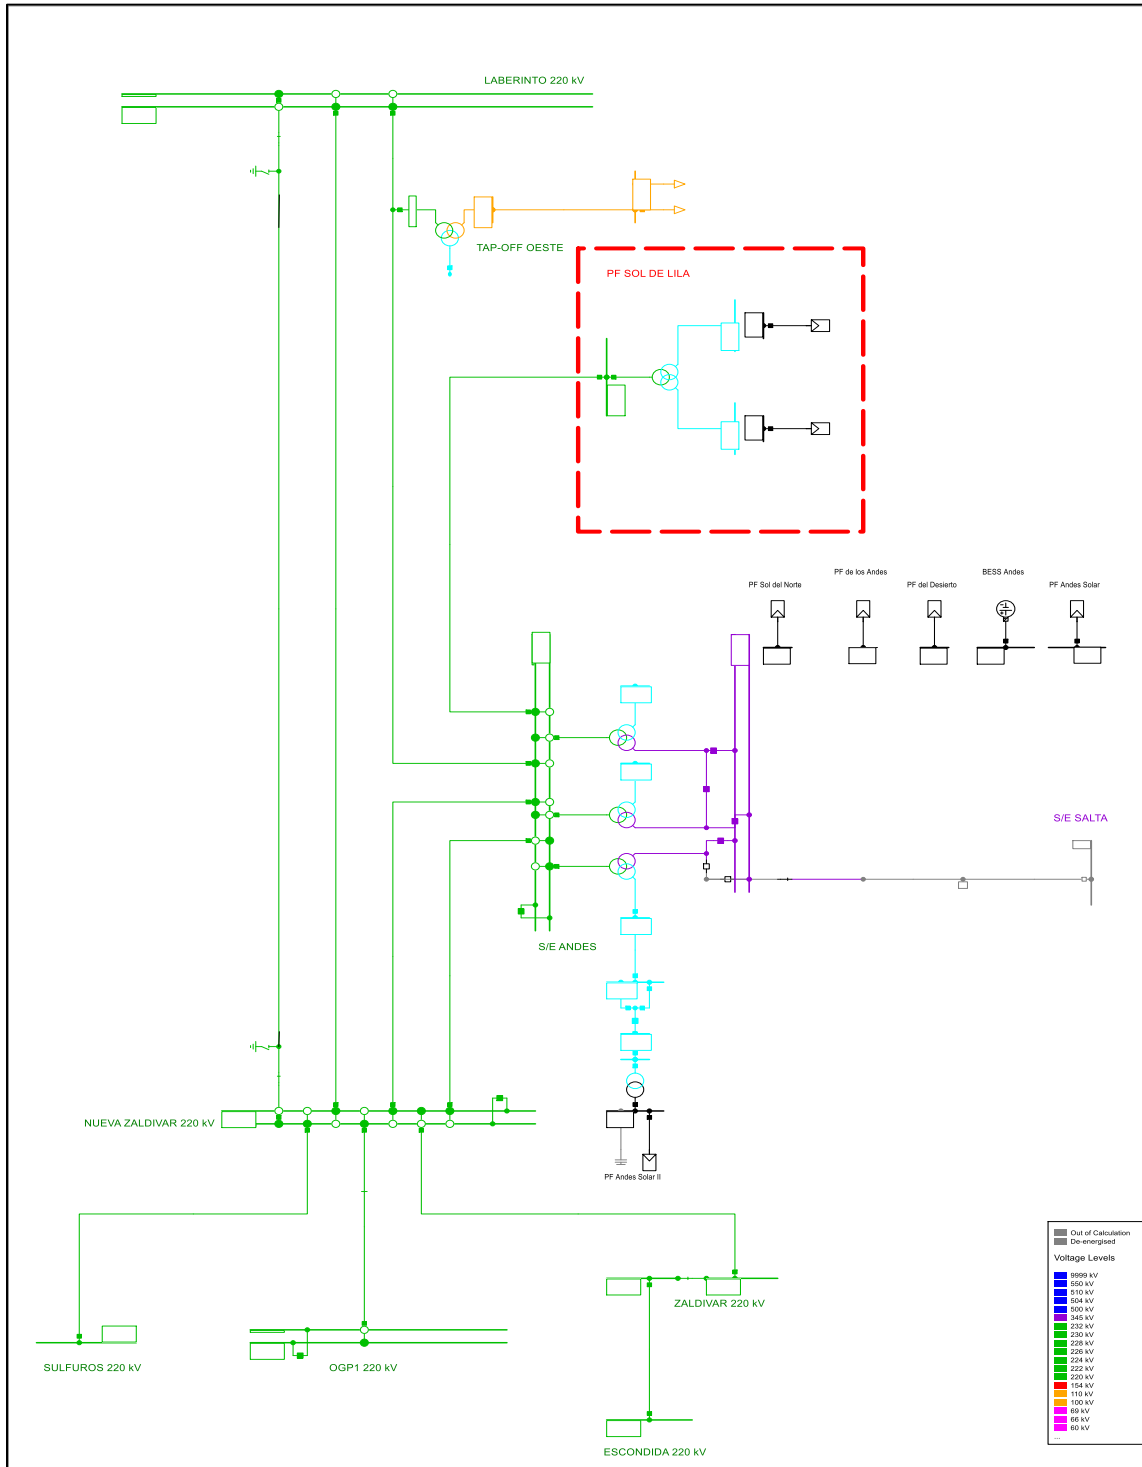 LABERINTO 220 kV
TAP-OFF OESTE
PF SOL DE LILA
PF Sol del Norte
PF de los Andes
PF del Desierto
BESS Andes
PF Andes Solar
S/E SALTA
S/E ANDES
NUEVA ZALDIVAR 220 kV
PF Andes Solar II
ZALDIVAR 220 kV
SULFUROS 220 kV
OGP1 220 kV
ESCONDIDA 220 kV
Out of Calculation
De-energised
Voltage Levels
9999 kV
550 kV
510 kV
504 kV
500 kV
345 kV
232 kV
230 kV
228 kV
226 kV
224 kV
222 kV
220 kV
154 kV
110 kV
100 kV
69 kV
66 kV
60 kV
...